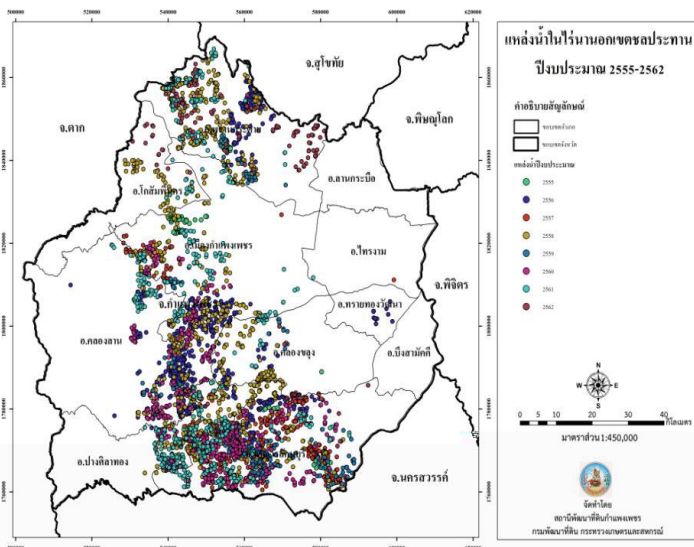 500000 520000 540000 560000 580000 600000 620000
แหล่งน้ำในไร่นานอกเขตชลประทาน
ปีงบประมาณ 2555-2562
คำอธิบายสัญลักษณ์
ขอบเขตอำเภอ
ขอบเขตจังหวัด
แหล่งน้ำปีงบประมาณ
2555
2556
2557
2558
2559
2560
2561
2562
N
W E
S
0 5 10 20 30 40
กิโลเมตร
มาตราส่วน 1:450,000
จัดทำโดย
สถานีพัฒนาที่ดินกำแพงเพชร
กรมพัฒนาที่ดิน กระทรวงเกษตรและสหกรณ์
จ.สุโขทัย
จ.พิษณุโลก
จ.ตาก
อ.ลานกระบือ
อ.โกสัมพีนคร
อ.เมืองกำแพงเพชร
อ.ไทรงาม
จ.พิจิตร
อ.ทรายทองวัฒนา
อ.คลองลาน
อ.คลองขลุง
อ.บึงสามัคคี
อ.ปางศิลาทอง
จ.นครสวรรค์
1860000
1840000
1820000
1800000
1780000
1760000